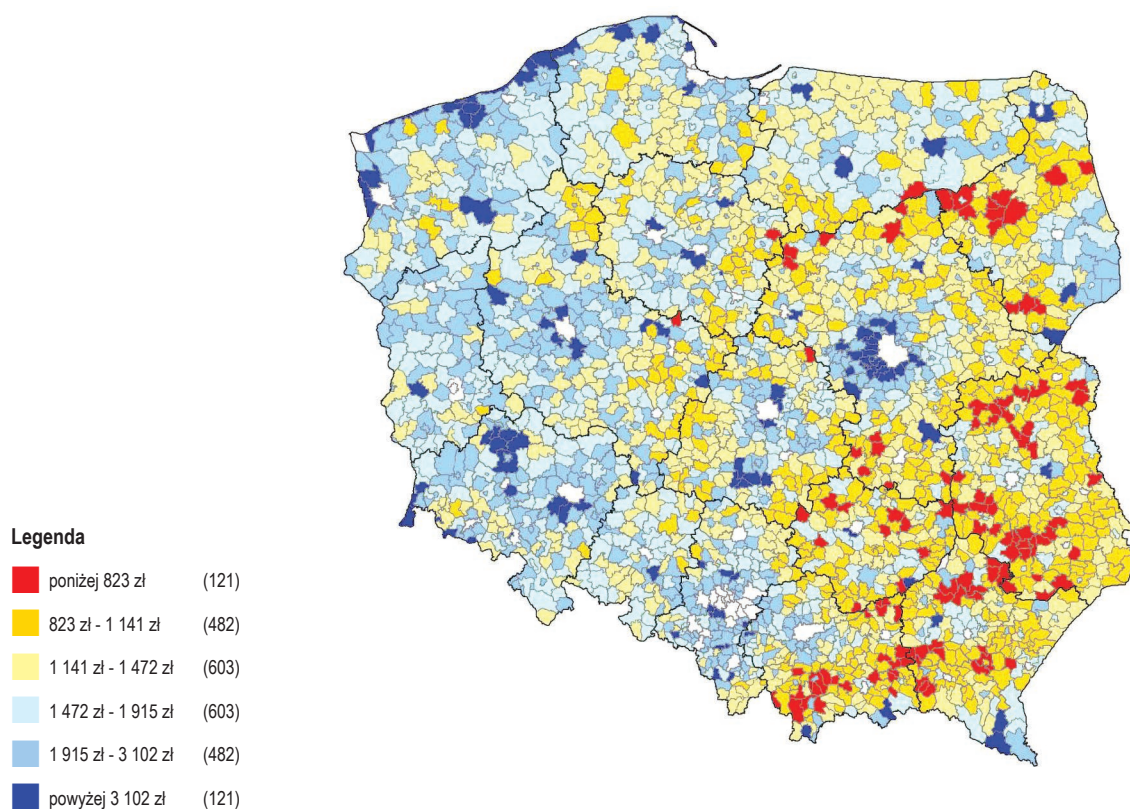 Legenda
poniżej 823 zł (121)
823 zł - 1 141 zł (482)
1 141 zł - 1 472 zł (603)
1 472 zł - 1 915 zł (603)
1 915 zł - 3 102 zł (482)
powyżej 3 102 zł (121)